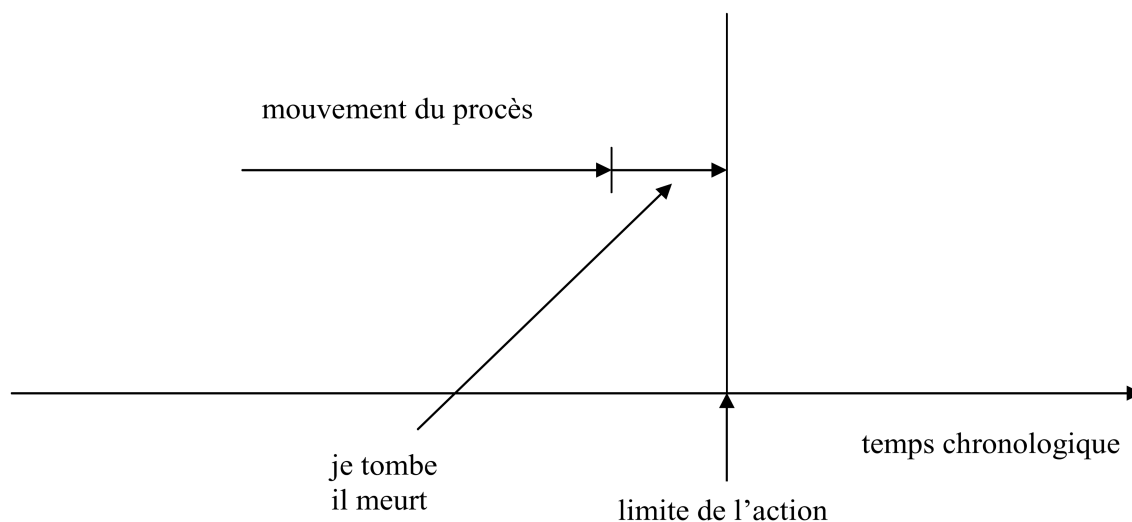 mouvement du procès
temps chronologique
je tombe
il meurt
limite de l’action